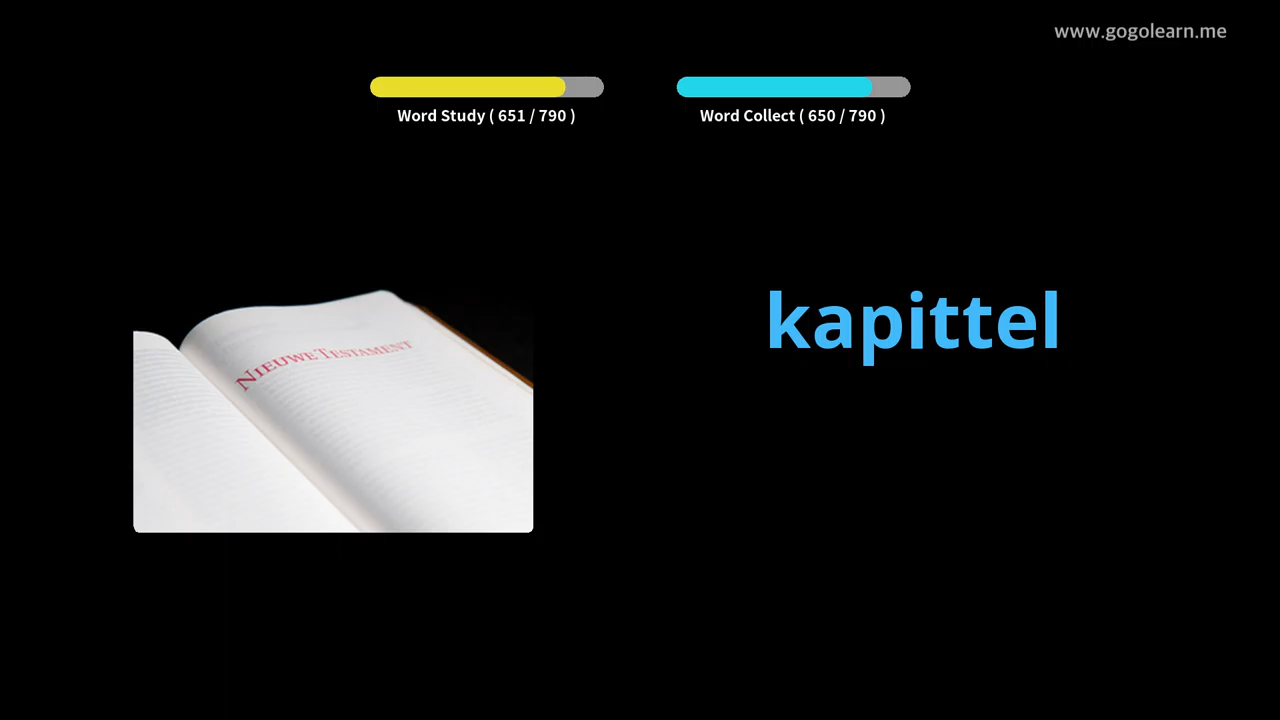 www.gogolearn.me
Word Study ( 651 / 790 )
Word Collect ( 650 / 790 )
kapittel
NIEUWE TESTAMENT